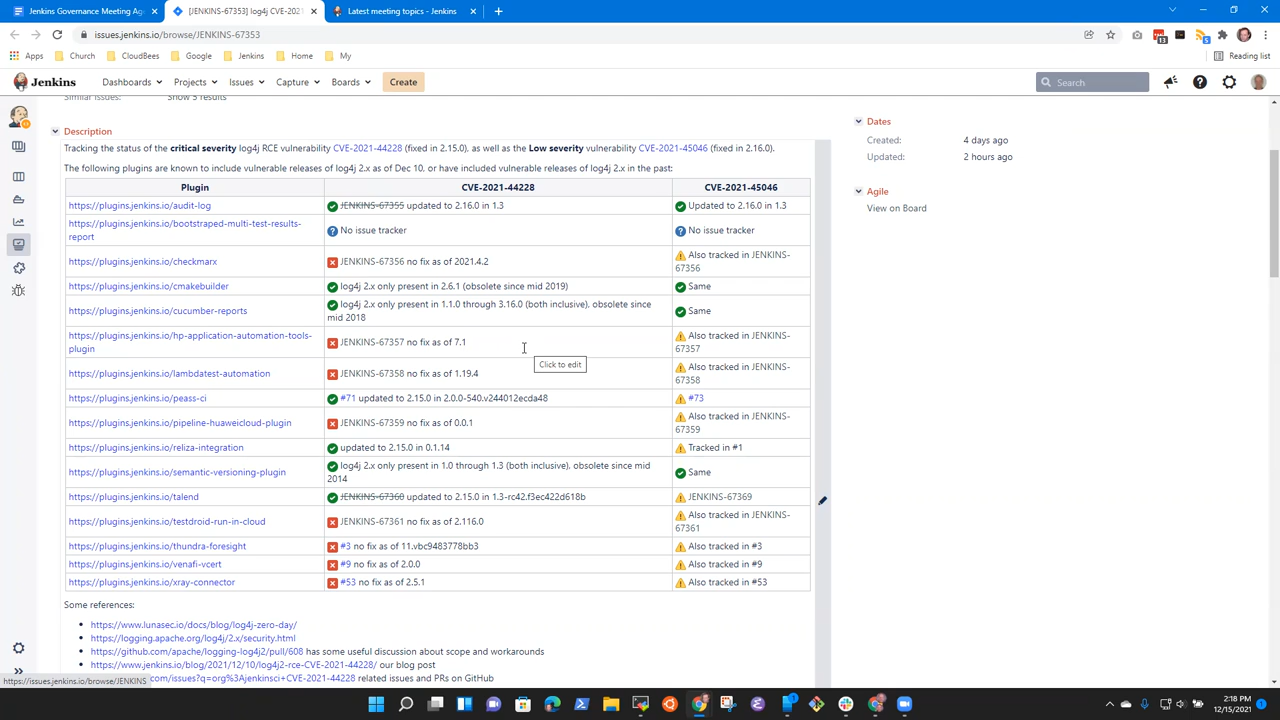 Jenkins Governance Meeting Age
[JENKINS-67353] log4j CVE-2021
Latest meeting topics - Jenkins
issues.jenkins.io/browse/JENKINS-67353
Apps
Church
CloudBees
Google
Jenkins
Home
My
Reading list
Jenkins
Dashboards
Projects
Issues
Capture
Boards
Create
Search
Similar Issues:
Show 5 results
Description
Tracking the status of the critical severity log4j RCE vulnerability CVE-2021-44228 (fixed in 2.15.0), as well as the Low severity vulnerability CVE-2021-45046 (fixed in 2.16.0).
The following plugins are known to include vulnerable releases of log4j 2.x as of Dec 10, or have included vulnerable releases of log4j 2.x in the past:
Plugin CVE-2021-44228 CVE-2021-45046
https://plugins.jenkins.io/audit-log JENKINS-67355 updated to 2.16.0 in 1.3 Updated to 2.16.0 in 1.3
https://plugins.jenkins.io/bootstraped-multi-test-results-
report
No issue tracker
No issue tracker
https://plugins.jenkins.io/checkmarx
JENKINS-67356 no fix as of 2021.4.2
Also tracked in JENKINS-
67356
https://plugins.jenkins.io/cmakebuilder
log4j 2.x only present in 2.6.1 (obsolete since mid 2019)
Same
https://plugins.jenkins.io/cucumber-reports
log4j 2.x only present in 1.1.0 through 3.16.0 (both inclusive), obsolete since
mid 2018
Same
https://plugins.jenkins.io/hp-application-automation-tools-
plugin
JENKINS-67357 no fix as of 7.1
Also tracked in JENKINS-
67357
https://plugins.jenkins.io/lambdatest-automation
JENKINS-67358 no fix as of 1.19.4
Also tracked in JENKINS-
67358
https://plugins.jenkins.io/peass-ci
#71 updated to 2.15.0 in 2.0.0-540.v244012ecda48
#73
https://plugins.jenkins.io/pipeline-huaweicloud-plugin
JENKINS-67359 no fix as of 0.0.1
Also tracked in JENKINS-
67359
https://plugins.jenkins.io/reliza-integration
updated to 2.15.0 in 0.1.14
Tracked in #1
https://plugins.jenkins.io/semantic-versioning-plugin
log4j 2.x only present in 1.0 through 1.3 (both inclusive), obsolete since mid
2014
Same
https://plugins.jenkins.io/talend
JENKINS-67360 updated to 2.15.0 in 1.3-rc42.f3ec422d618b
JENKINS-67369
https://plugins.jenkins.io/testdroid-run-in-cloud
JENKINS-67361 no fix as of 2.116.0
Also tracked in JENKINS-
67361
https://plugins.jenkins.io/thundra-foresight
#3 no fix as of 11.vbc9483778bb3
Also tracked in #3
https://plugins.jenkins.io/venafi-vcert
#9 no fix as of 2.0.0
Also tracked in #9
https://plugins.jenkins.io/xray-connector
#53 no fix as of 2.5.1
Also tracked in #53
Click to edit
Some references:
https://www.lunasec.io/docs/blog/log4j-zero-day/
https://logging.apache.org/log4j/2.x/security.html
https://github.com/apache/logging-log4j2/pull/608 has some useful discussion about scope and workarounds
https://www.jenkins.io/blog/2021/12/10/log4j2-rce-CVE-2021-44228/ our blog post
com/issues?q=org%3Ajenkinsci+CVE-2021-44228 related issues and PRs on GitHub
https://issues.jenkins.io/browse/JENKINS
Dates
Created: 4 days ago
Updated: 2 hours ago
Agile
View on Board
2:18 PM
12/15/2021